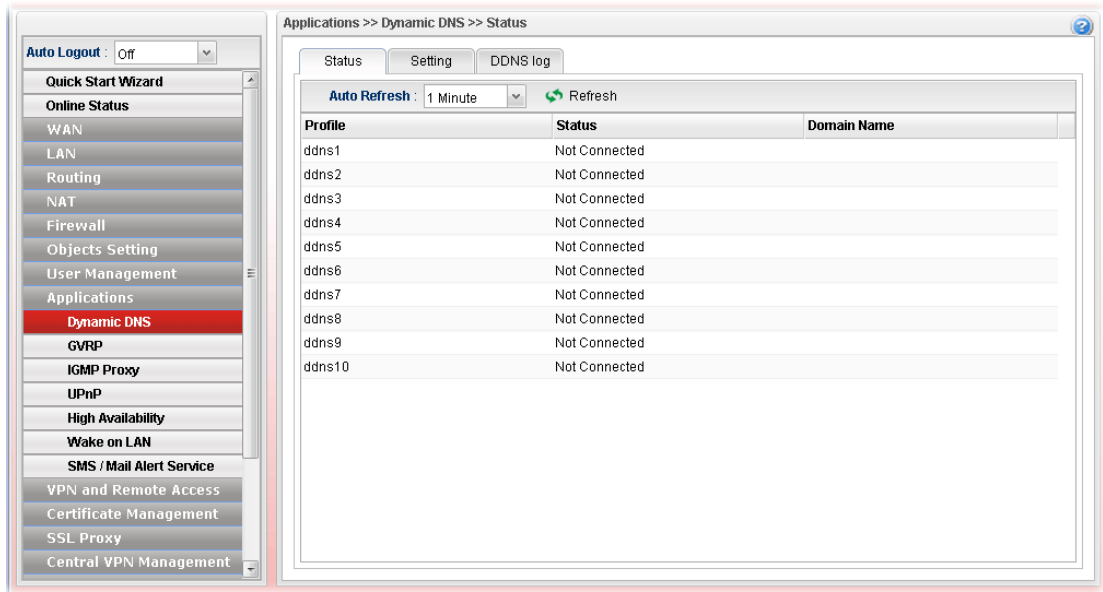 Applications >> Dynamic DNS >> Status
Auto Logout : Off
Quick Start Wizard
Online Status
WAN
LAN
Routing
NAT
Firewall
Objects Setting
User Management
Applications
Dynamic DNS
GVRP
IGMP Proxy
UPnP
High Availability
Wake on LAN
SMS / Mail Alert Service
VPN and Remote Access
Certificate Management
SSL Proxy
Central VPN Management
Status Setting DDNS log
Auto Refresh : 1 Minute Refresh
Profile Status Domain Name
ddns1 Not Connected
ddns2 Not Connected
ddns3 Not Connected
ddns4 Not Connected
ddns5 Not Connected
ddns6 Not Connected
ddns7 Not Connected
ddns8 Not Connected
ddns9 Not Connected
ddns10 Not Connected